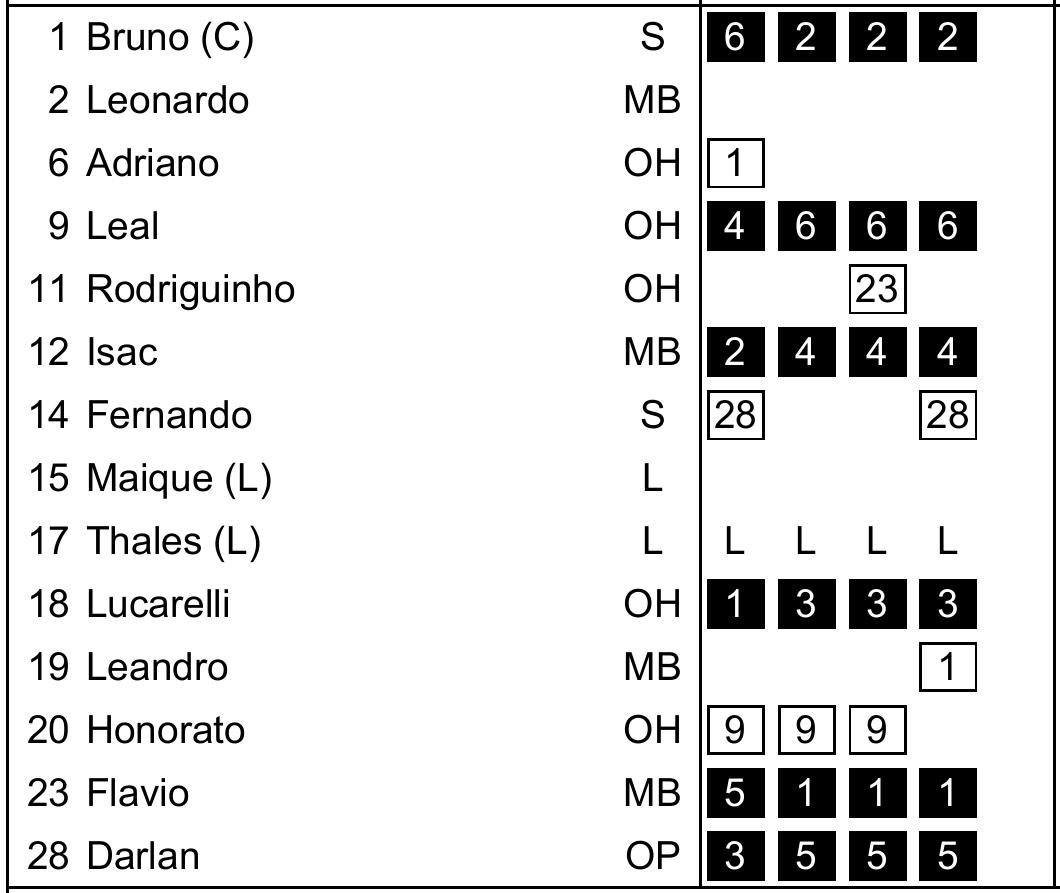 1 Bruno (C) S 6 2 2 2
2 Leonardo MB
6 Adriano OH 1
9 Leal OH 4 6 6 6
11 Rodriguinho OH 23
12 Isac MB 2 4 4 4
14 Fernando S 28 28
15 Maique (L) L
17 Thales (L) L L L L L
18 Lucarelli OH 1 3 3 3
19 Leandro MB 1
20 Honorato OH 9 9 9
23 Flavio MB 5 1 1 1
28 Darlan OP 3 5 5 5